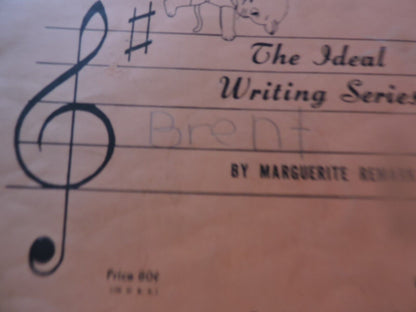 The Ideal
Writing Series
Brent
BY MARGUERITE
Price 80¢